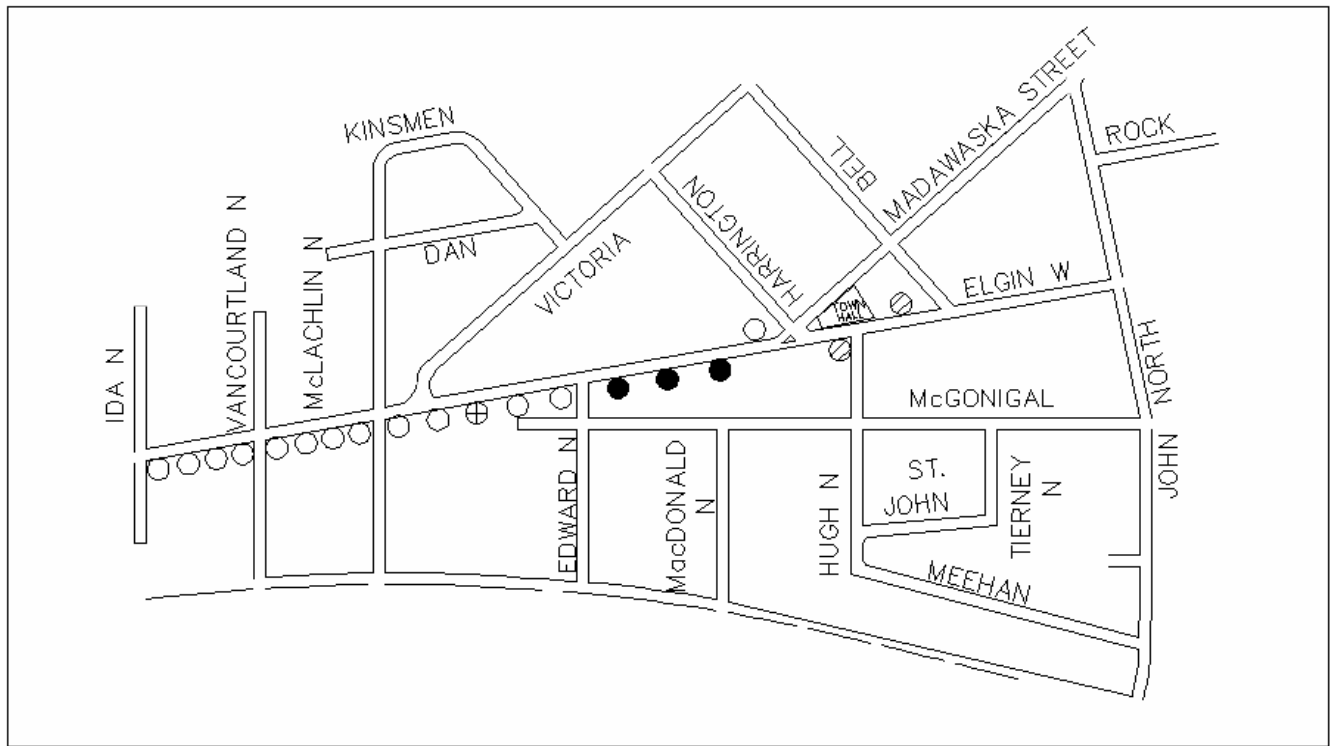 MADAWASKA STREET
KINSMEN
ROCK
BELL
VANCOURTLAND N
McLACHLIN N
DAN
HARRINGTON
VICTORIA
ELGIN W
TOWN
HALL
IDA N
NORTH
McGONIGAL
EDWARD N
MacDONALD
N
HUGH N
ST.
JOHN
TIERNEY
N
JOHN
MEEHAN